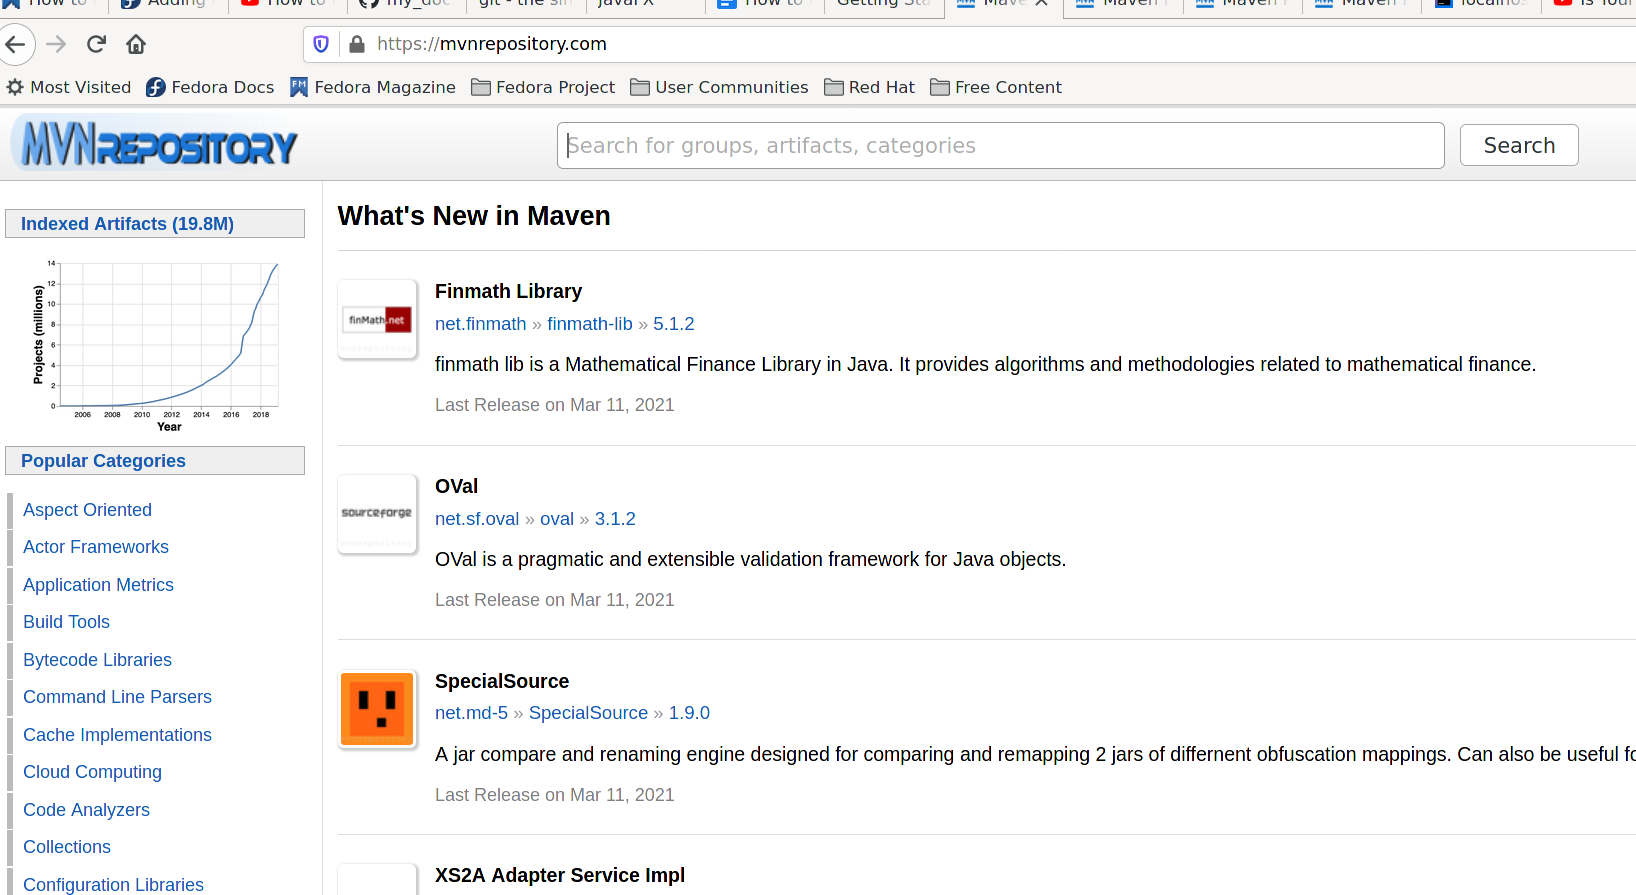 How to
Adding
How to
my_doc
git - the sim
JavaFX
How to
Getting Sta
Mave
Maven
Maven
Maven
localhos
Is Your
https://mvnrepository.com
Most Visited Fedora Docs Fedora Magazine Fedora Project User Communities Red Hat Free Content
MVNREPOSITORY
Search for groups, artifacts, categories
Search
Indexed Artifacts (19.8M)
Projects (millions)
14
12
10
8
6
4
2
0
2006 2008 2010 2012 2014 2016 2018
Year
Popular Categories
Aspect Oriented
Actor Frameworks
Application Metrics
Build Tools
Bytecode Libraries
Command Line Parsers
Cache Implementations
Cloud Computing
Code Analyzers
Collections
Configuration Libraries
What's New in Maven
finMath.net
Finmath Library
net.finmath » finmath-lib » 5.1.2
finmath lib is a Mathematical Finance Library in Java. It provides algorithms and methodologies related to mathematical finance.
Last Release on Mar 11, 2021
sourceforge
OVal
net.sf.oval » oval » 3.1.2
OVal is a pragmatic and extensible validation framework for Java objects.
Last Release on Mar 11, 2021
SpecialSource
net.md-5 » SpecialSource » 1.9.0
A jar compare and renaming engine designed for comparing and remapping 2 jars of differnent obfuscation mappings. Can also be useful fo
Last Release on Mar 11, 2021
XS2A Adapter Service Impl